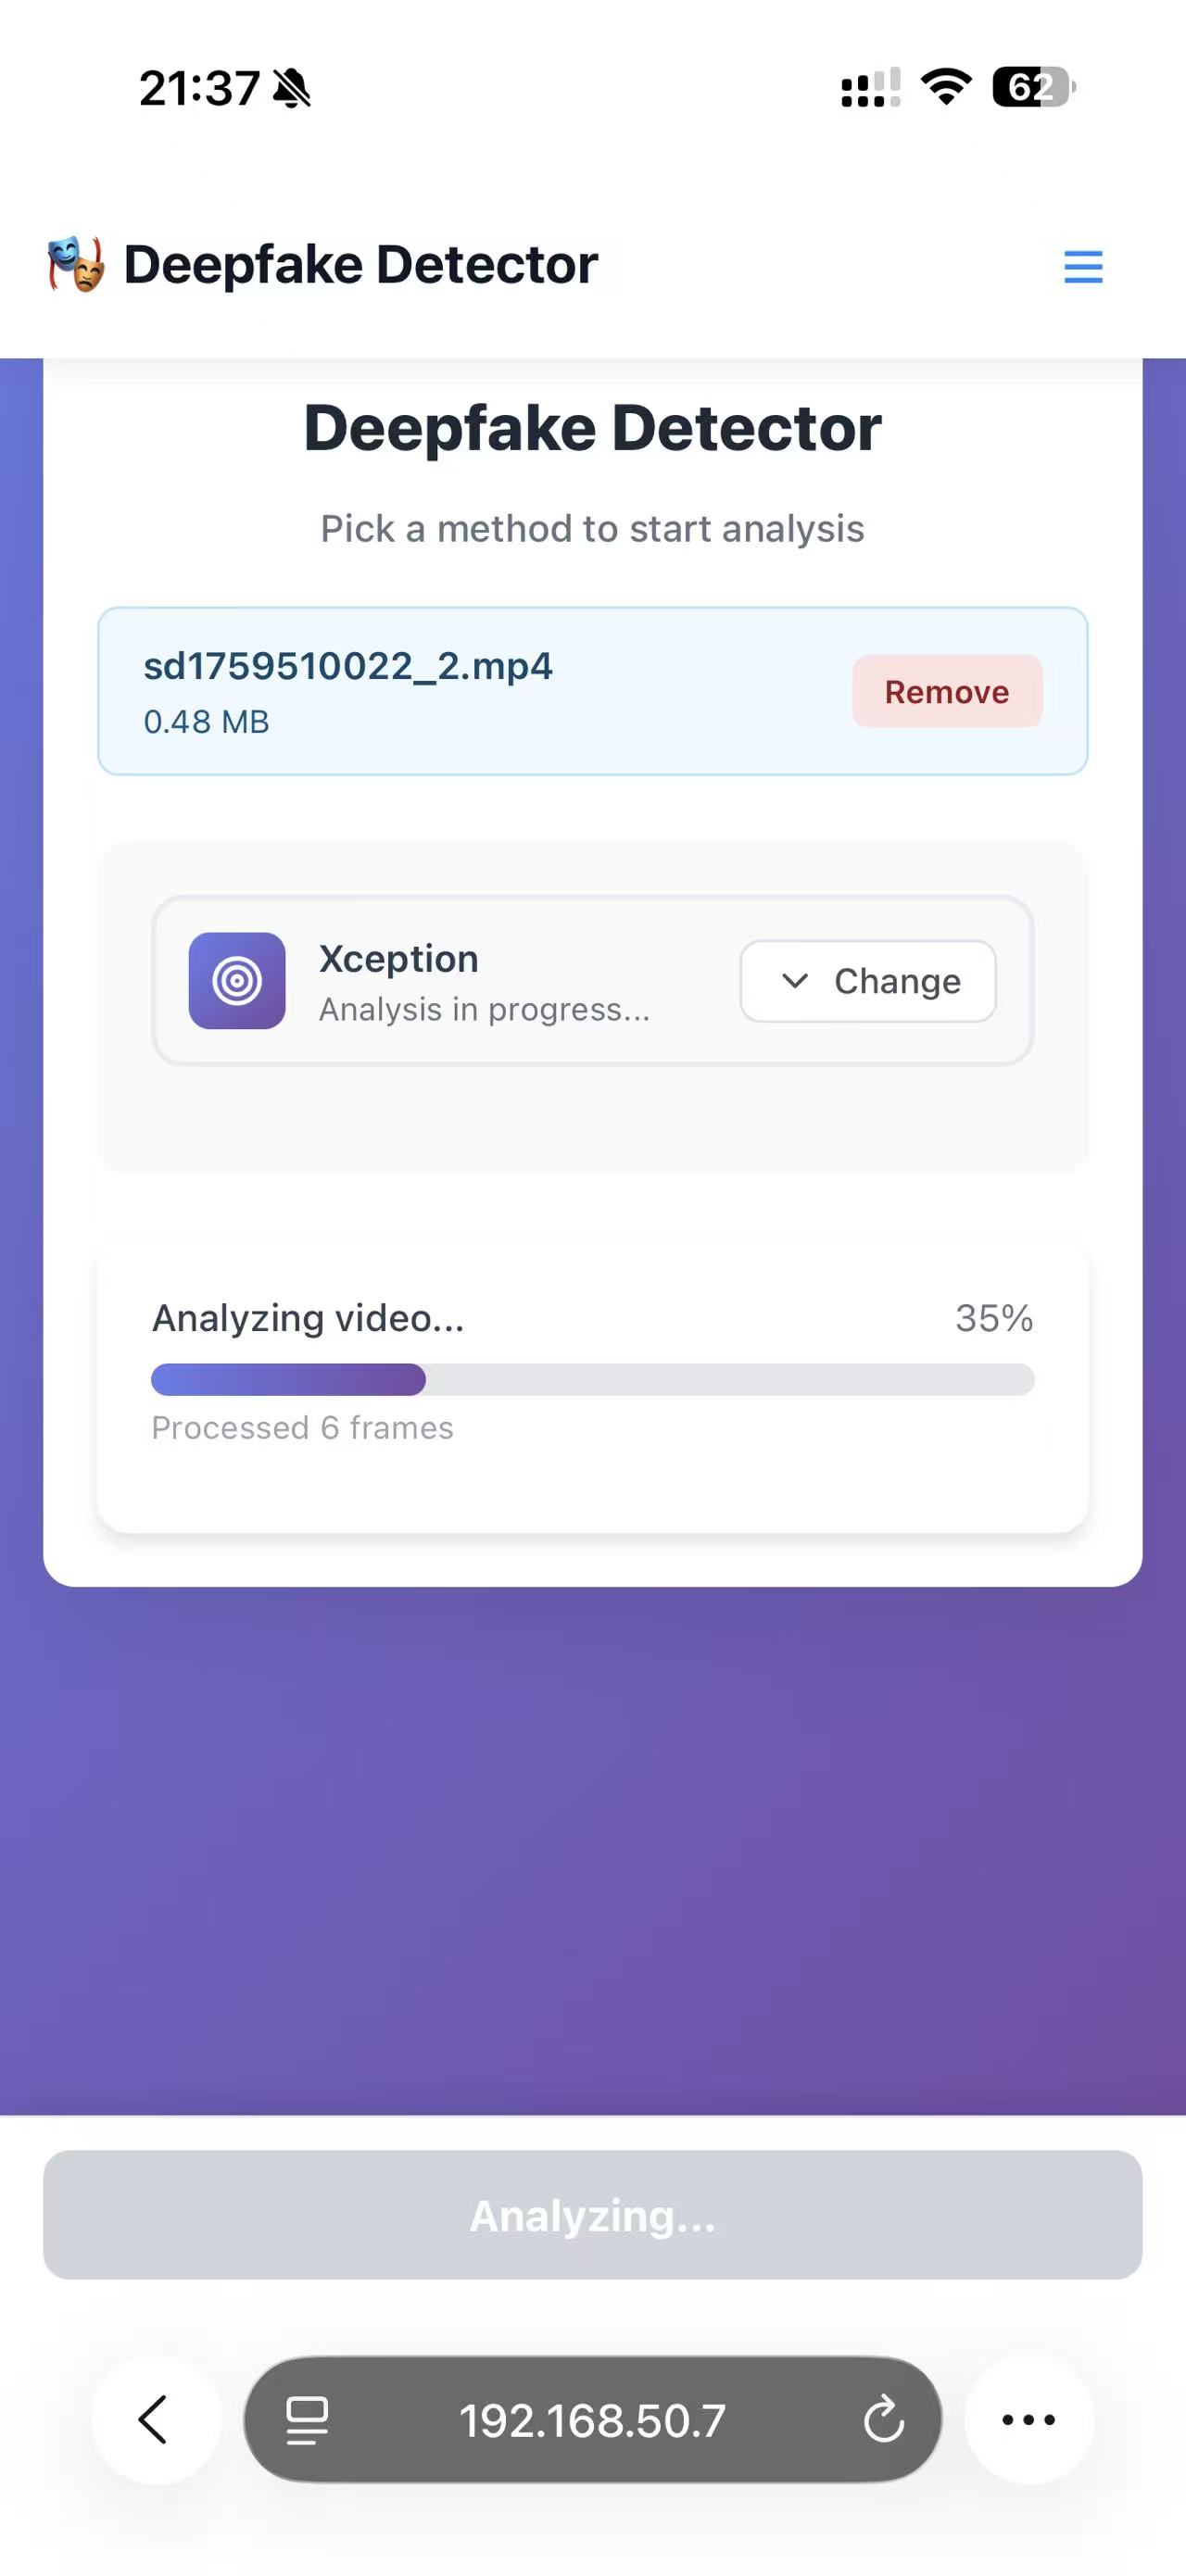 21:37
62
Deepfake Detector
Deepfake Detector
Pick a method to start analysis
sd1759510022_2.mp4
0.48 MB
Remove
Xception
Analysis in progress...
Change
Analyzing video...
35%
Processed 6 frames
Analyzing...
192.168.50.7